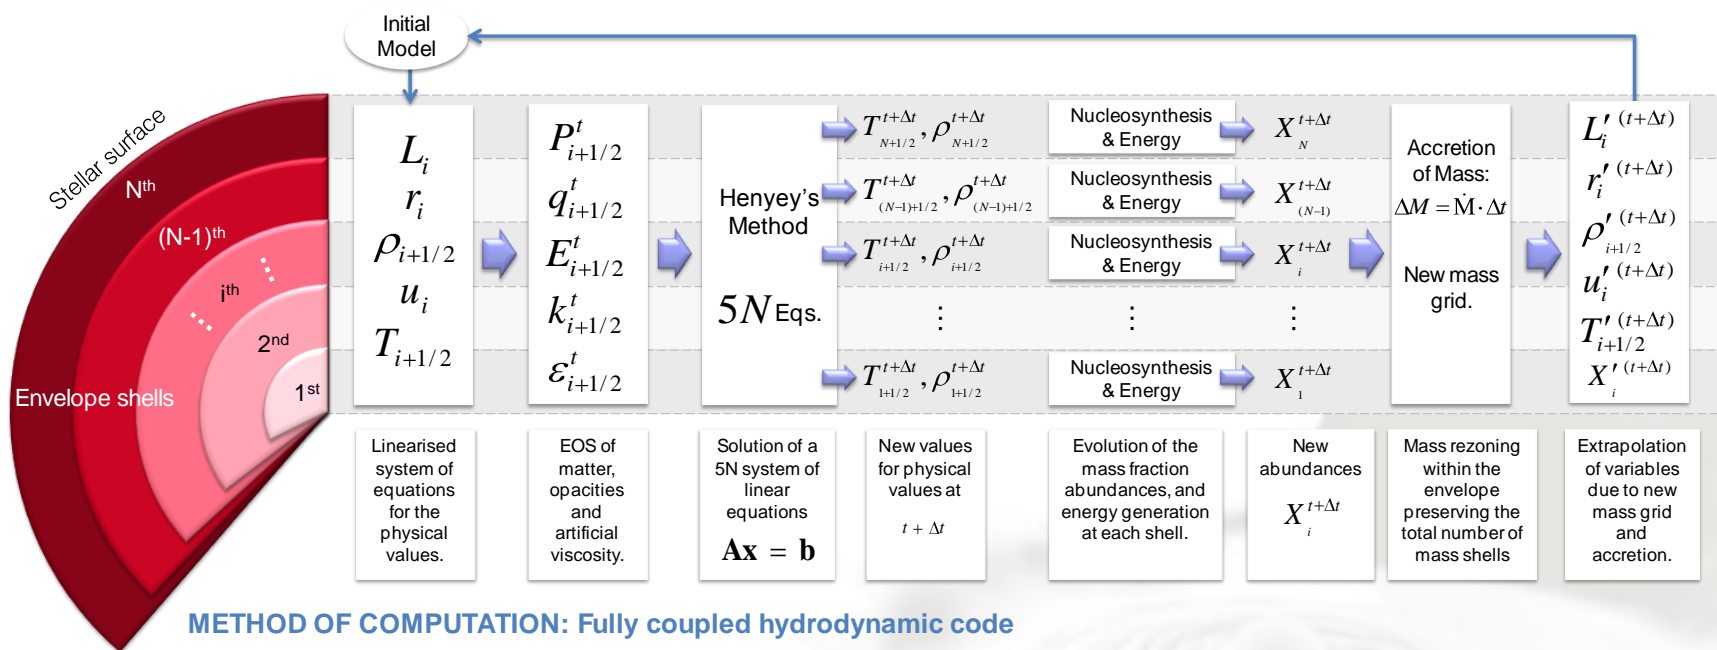 Initial
Model
Stellar surface
Nᵗʰ
(N-1)ᵗʰ
iᵗʰ
2ⁿᵈ
1ˢᵗ
Envelope shells
L_i
r_i
ρ_{i+1/2}
u_i
T_{i+1/2}
P^t_{i+1/2}
q^t_{i+1/2}
E^t_{i+1/2}
k^t_{i+1/2}
ε^t_{i+1/2}
Henyey's
Method
5N Eqs.
T^{t+Δt}_{N+1/2}, ρ^{t+Δt}_{N+1/2}
T^{t+Δt}_{(N−1)+1/2}, ρ^{t+Δt}_{(N−1)+1/2}
T^{t+Δt}_{i+1/2}, ρ^{t+Δt}_{i+1/2}
⋮
T^{t+Δt}_{1+1/2}, ρ^{t+Δt}_{1+1/2}
Nucleosynthesis
& Energy
Nucleosynthesis
& Energy
Nucleosynthesis
& Energy
⋮
Nucleosynthesis
& Energy
X^{t+Δt}_N
X^{t+Δt}_{(N−1)}
X^{t+Δt}_i
⋮
X^{t+Δt}_1
Accretion
of Mass:
ΔM = Ṁ · Δt
New mass
grid.
L′_i^{(t+Δt)}
r′_i^{(t+Δt)}
ρ′_{i+1/2}^{(t+Δt)}
u′_i^{(t+Δt)}
T′_{i+1/2}^{(t+Δt)}
X′_i^{(t+Δt)}
Linearised
system of
equations
for the
physical
values.
EOS of
matter,
opacities
and
artificial
viscosity.
Solution of a
5N system of
linear
equations
Ax = b
New values
for physical
values at
t + Δt
Evolution of the
mass fraction
abundances, and
energy generation
at each shell.
New
abundances
X^{t+Δt}_i
Mass rezoning
within the
envelope
preserving the
total number of
mass shells
Extrapolation
of variables
due to new
mass grid
and
accretion.
METHOD OF COMPUTATION: Fully coupled hydrodynamic code